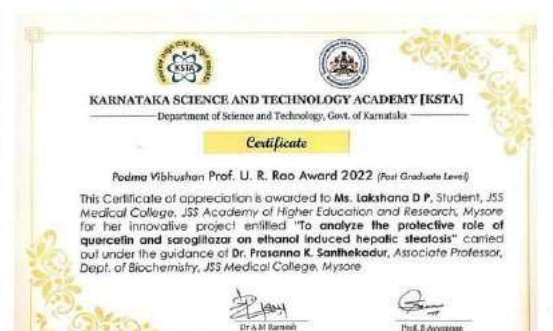 KSTA
KARNATAKA SCIENCE AND TECHNOLOGY ACADEMY [KSTA]
Department of Science and Technology, Govt. of Karnataka
Certificate
Padma Vibhushan Prof. U. R. Rao Award 2022 (Post Graduate Level)
This Certificate of appreciation is awarded to Ms. Lakshana D P, Student, JSS
Medical College, JSS Academy of Higher Education and Research, Mysore
for her innovative project entitled "To analyze the protective role of
quercetin and saroglitazar on ethanol induced hepatic steatosis" carried
out under the guidance of Dr. Prasanna K. Santhekadur, Associate Professor,
Dept. of Biochemistry, JSS Medical College, Mysore
Dr A M Ramesh
Prof. S Ayyappan